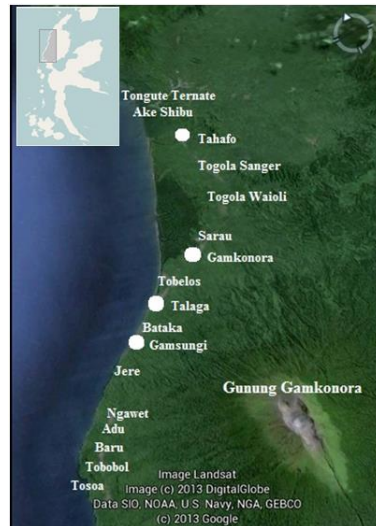 Tongute Ternate
Ake Shibu
Tahafo
Togola Sanger
Togola Waioli
Sarau
Gamkonora
Tobelos
Talaga
Bataka
Gamsungi
Jere
Gunung Gamkonora
Ngawet
Adu
Baru
Tobobol
Tosoa
Image Landsat
Image (c) 2013 DigitalGlobe
Data SIO, NOAA, U.S. Navy, NGA, GEBCO
(c) 2013 Google